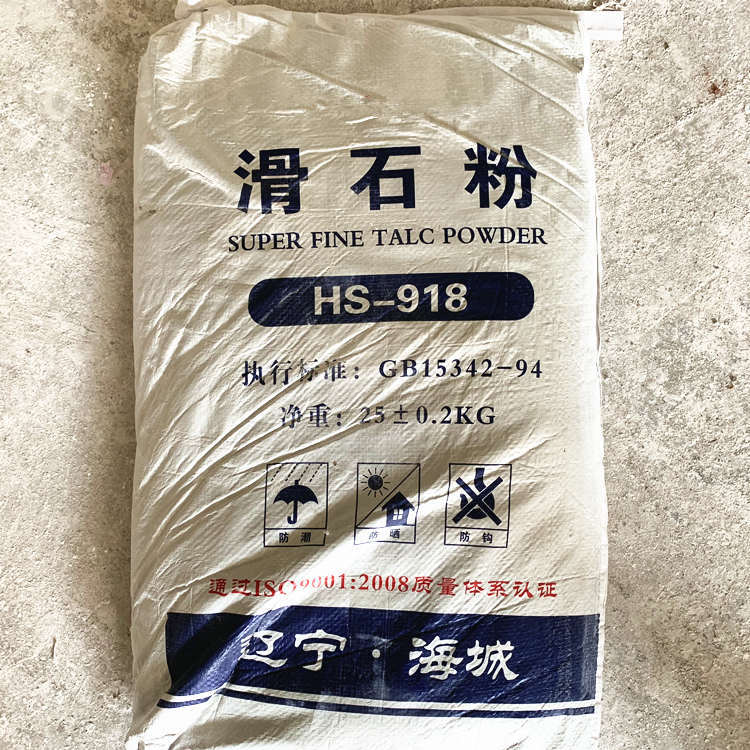 滑石粉
SUPER FINE TALC POWDER
HS-918
执行标准：GB15342-94
净重：25±0.2KG
防潮 防晒 防钩
通过ISO9001:2008质量体系认证
辽宁·海城